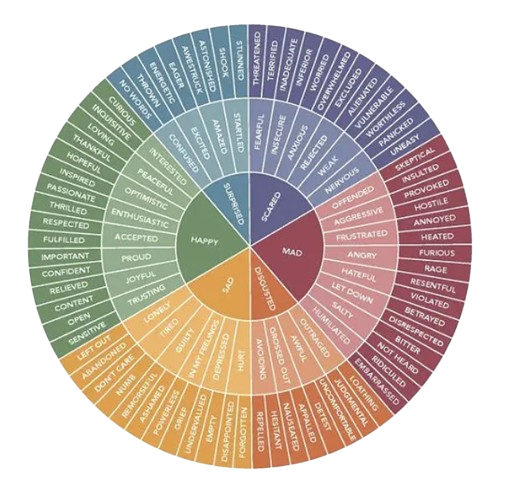 SCARED
MAD
DISGUSTED
SAD
HAPPY
SURPRISED
FEARFUL
INSECURE
ANXIOUS
REJECTED
WEAK
NERVOUS
OFFENDED
AGGRESSIVE
FRUSTRATED
ANGRY
HATEFUL
LET DOWN
SALTY
HUMILIATED
OUTRAGED
AWFUL
GROSSED OUT
AVOIDING
HURT
DEPRESSED
IN MY FEELINGS
GUILTY
TIRED
LONELY
TRUSTING
JOYFUL
PROUD
ACCEPTED
ENTHUSIASTIC
OPTIMISTIC
PEACEFUL
INTERESTED
CONFUSED
EXCITED
AMAZED
STARTLED
THREATENED
TERRIFIED
INADEQUATE
INFERIOR
WORRIED
OVERWHELMED
EXCLUDED
ALIENATED
VULNERABLE
WORTHLESS
PANICKED
UNEASY
SKEPTICAL
INSULTED
PROVOKED
HOSTILE
ANNOYED
HEATED
FURIOUS
RAGE
RESENTFUL
VIOLATED
BETRAYED
DISRESPECTED
BITTER
NOT HEARD
RIDICULED
EMBARRASSED
LOATHING
JUDGMENTAL
UNCOMFORTABLE
DETEST
APPALLED
NAUSEATED
HESITANT
REPELLED
FORGOTTEN
DISAPPOINTED
EMPTY
GRIEF
POWERLESS
ASHAMED
REMORSEFUL
NUMB
DON'T CARE
ABANDONED
LEFT OUT
SENSITIVE
OPEN
CONTENT
RELIEVED
CONFIDENT
IMPORTANT
FULFILLED
RESPECTED
THRILLED
PASSIONATE
INSPIRED
HOPEFUL
THANKFUL
LOVING
INQUISITIVE
CURIOUS
NO WORDS
THROWN
ENERGETIC
EAGER
AWESTRUCK
ASTONISHED
SHOCK
STUNNED